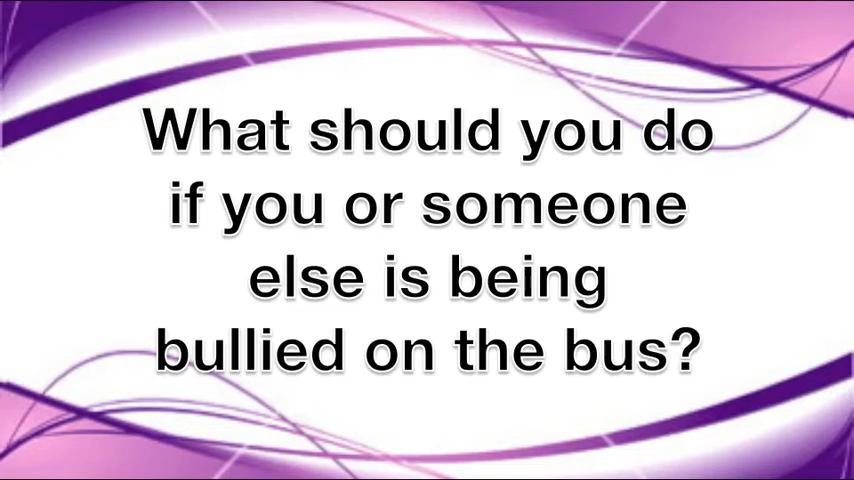 What should you do
if you or someone
else is being
bullied on the bus?